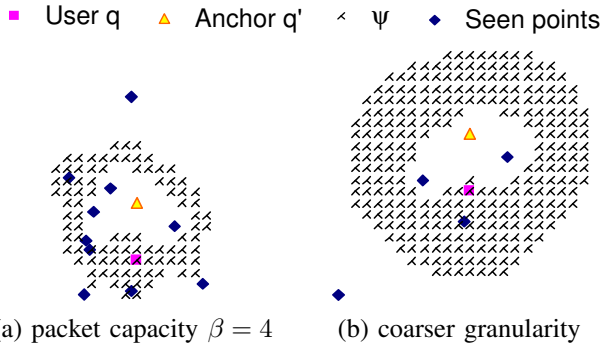 User q Anchor q' ψ Seen points
a) packet capacity β = 4 (b) coarser granularity